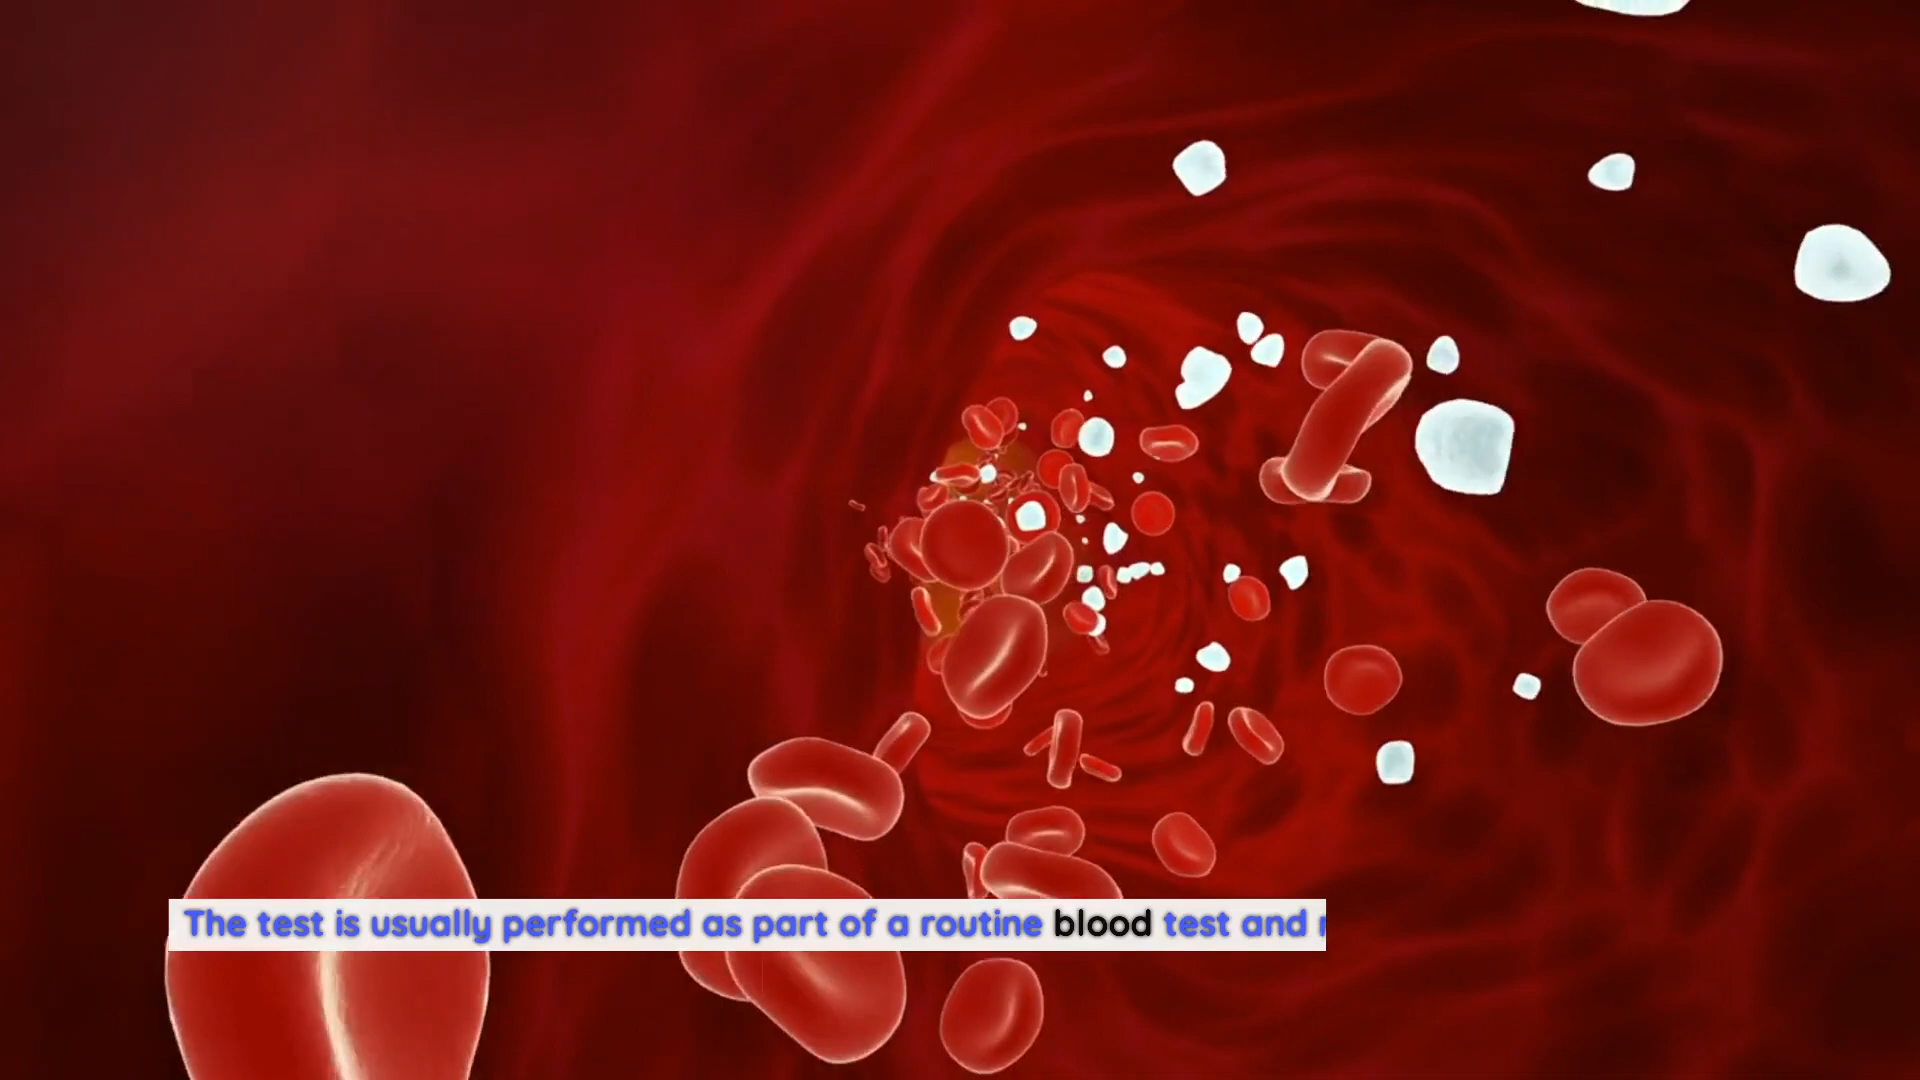 The test is usually performed as part of a routine blood test and